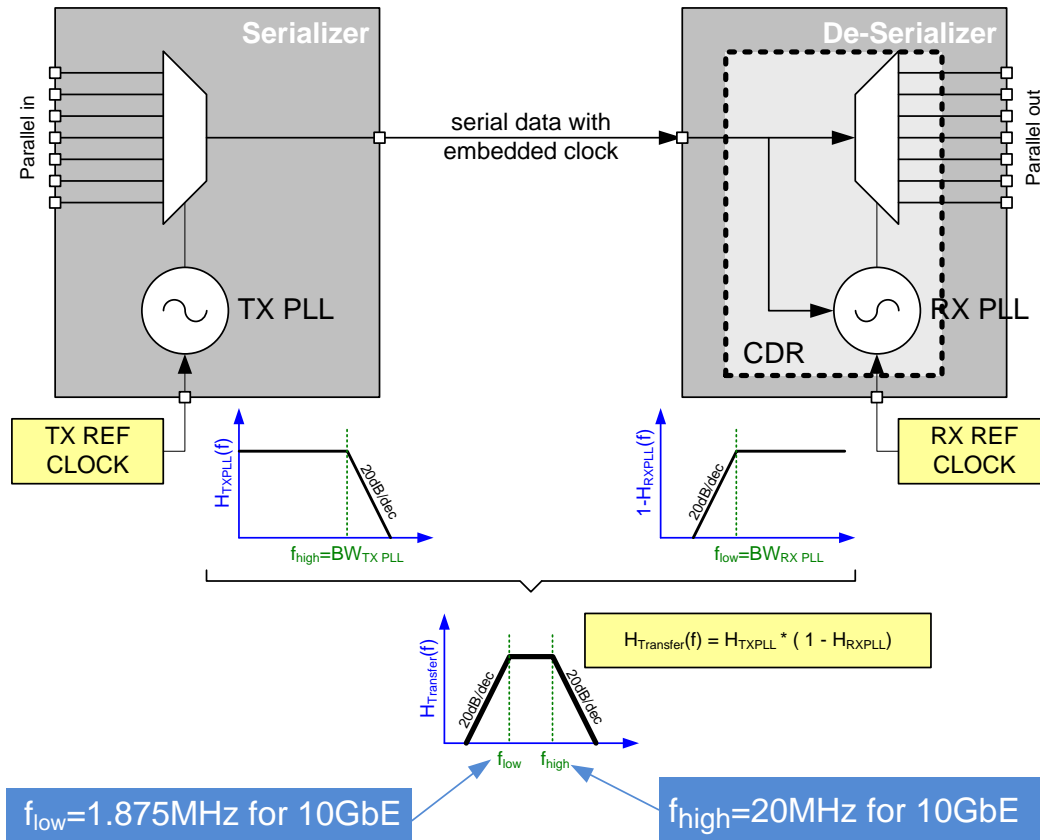 Serializer
De-Serializer
Parallel in
serial data with
embedded clock
Parallel out
TX PLL
RX PLL
CDR
TX REF
CLOCK
RX REF
CLOCK
H_TXPLL(f)
20dB/dec
f_high=BW_TX PLL
1-H_RXPLL(f)
20dB/dec
f_low=BW_RX PLL
H_Transfer(f) = H_TXPLL * ( 1 - H_RXPLL)
H_Transfer(f)
20dB/dec
20dB/dec
f_low
f_high
f_low=1.875MHz for 10GbE
f_high=20MHz for 10GbE